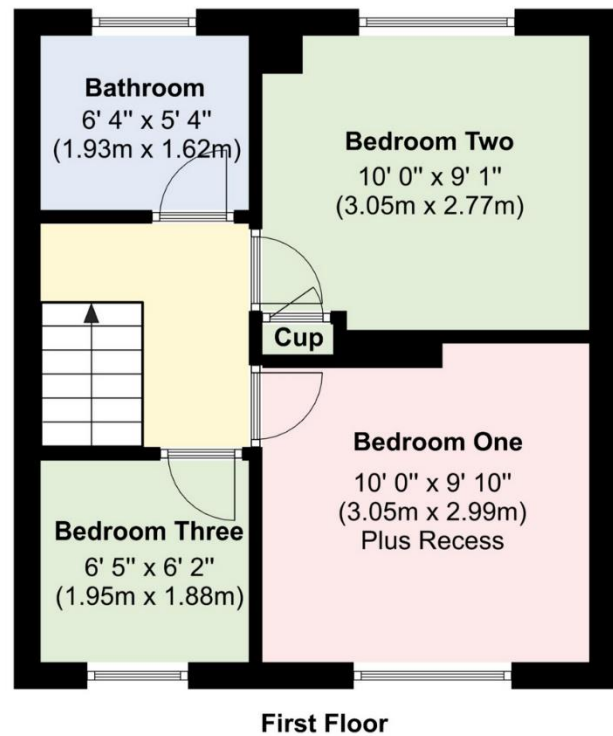 Bathroom
6' 4" x 5' 4"
(1.93m x 1.62m)
Bedroom Two
10' 0" x 9' 1"
(3.05m x 2.77m)
Cup
Bedroom One
10' 0" x 9' 10"
(3.05m x 2.99m)
Plus Recess
Bedroom Three
6' 5" x 6' 2"
(1.95m x 1.88m)
First Floor